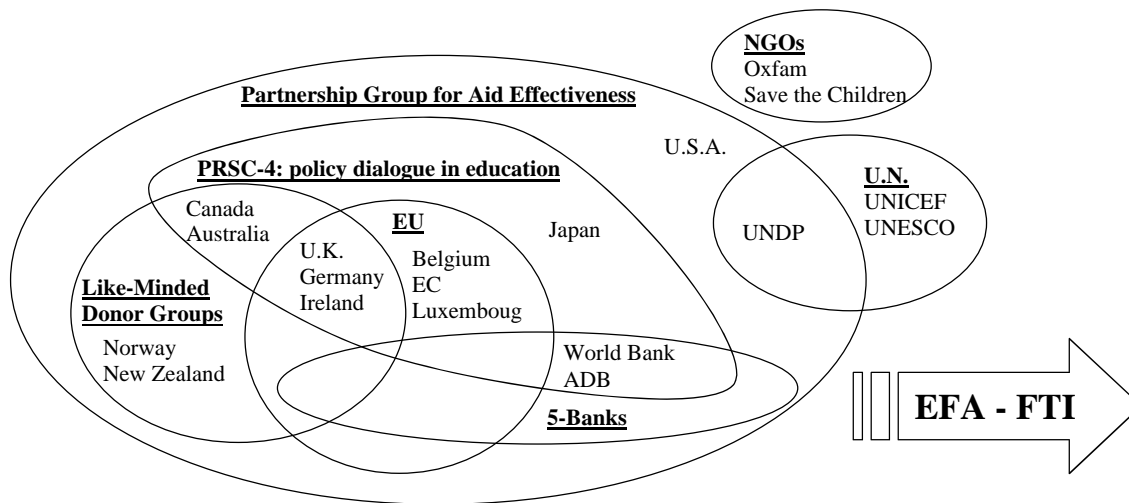 NGOs
Oxfam
Save the Children
Partnership Group for Aid Effectiveness
U.S.A.
PRSC-4: policy dialogue in education
U.N.
UNICEF
UNESCO
UNDP
Canada
Australia
EU
Japan
U.K.
Germany
Ireland
Belgium
EC
Luxemboug
Like-Minded
Donor Groups
Norway
New Zealand
World Bank
ADB
5-Banks
EFA - FTI